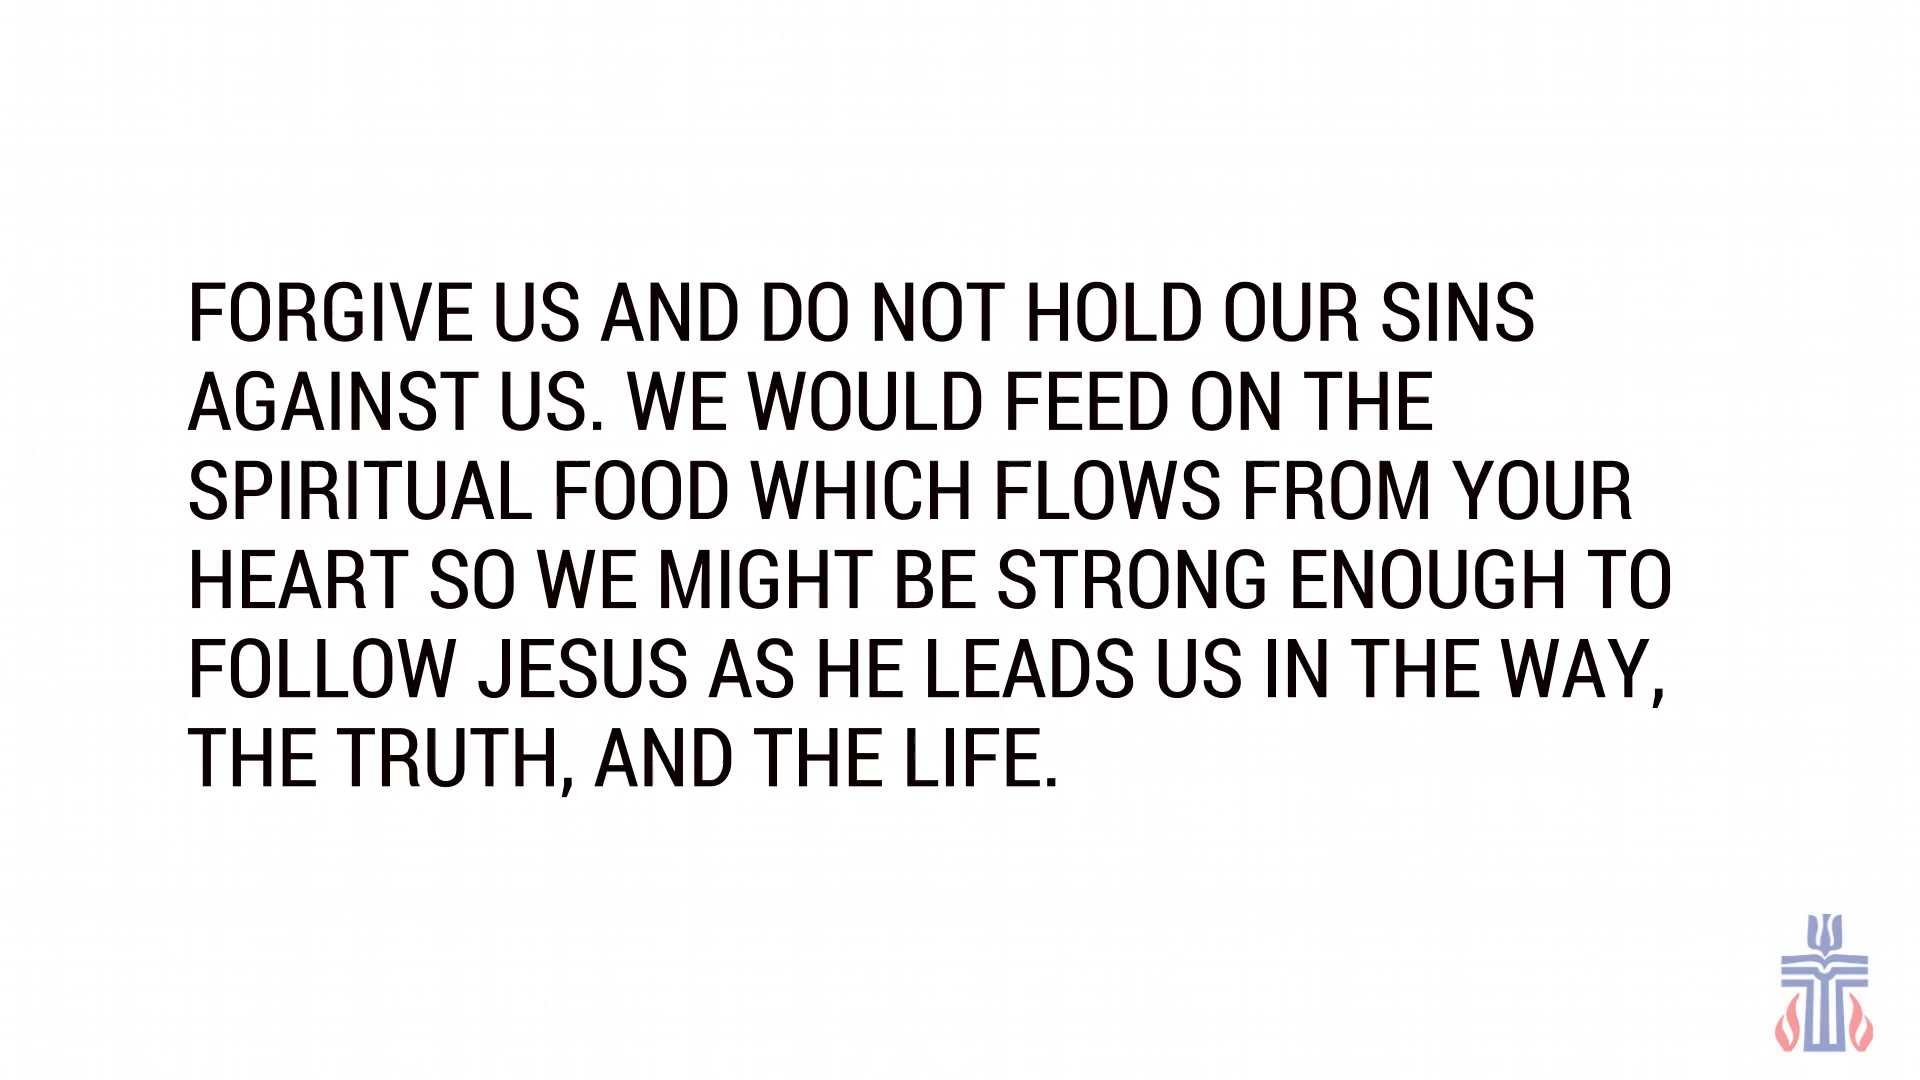 FORGIVE US AND DO NOT HOLD OUR SINS
AGAINST US. WE WOULD FEED ON THE
SPIRITUAL FOOD WHICH FLOWS FROM YOUR
HEART SO WE MIGHT BE STRONG ENOUGH TO
FOLLOW JESUS AS HE LEADS US IN THE WAY,
THE TRUTH, AND THE LIFE.